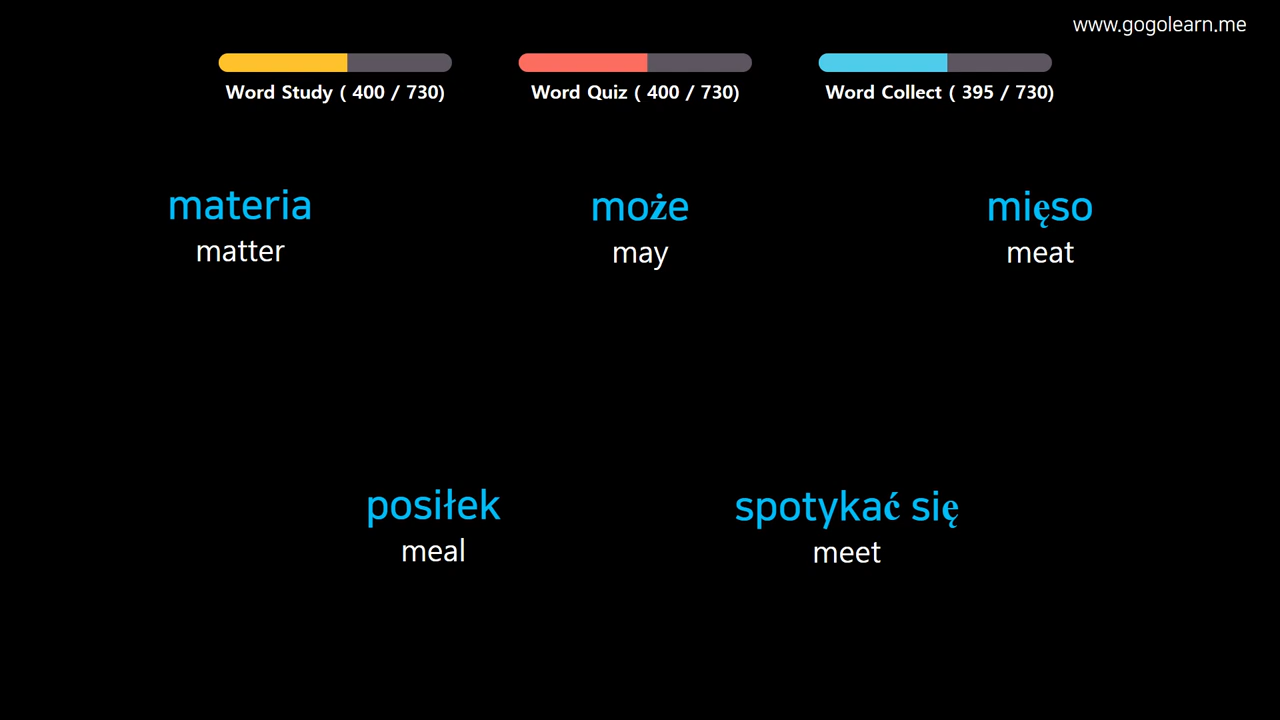 www.gogolearn.me
Word Study ( 400 / 730)
Word Quiz ( 400 / 730)
Word Collect ( 395 / 730)
materia
matter
może
may
mięso
meat
posiłek
meal
spotykać się
meet